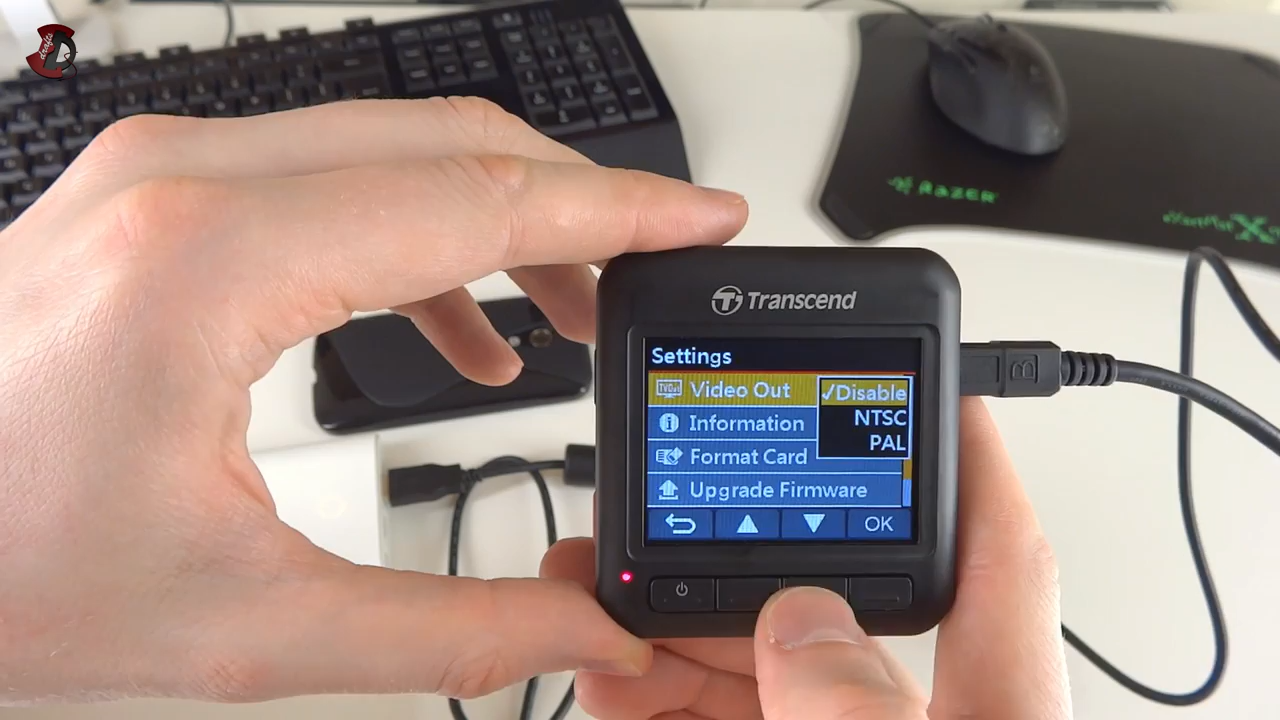 Transcend
Settings
Video Out
✓Disable
NTSC
PAL
Information
Format Card
Upgrade Firmware
OK
RAZER
B